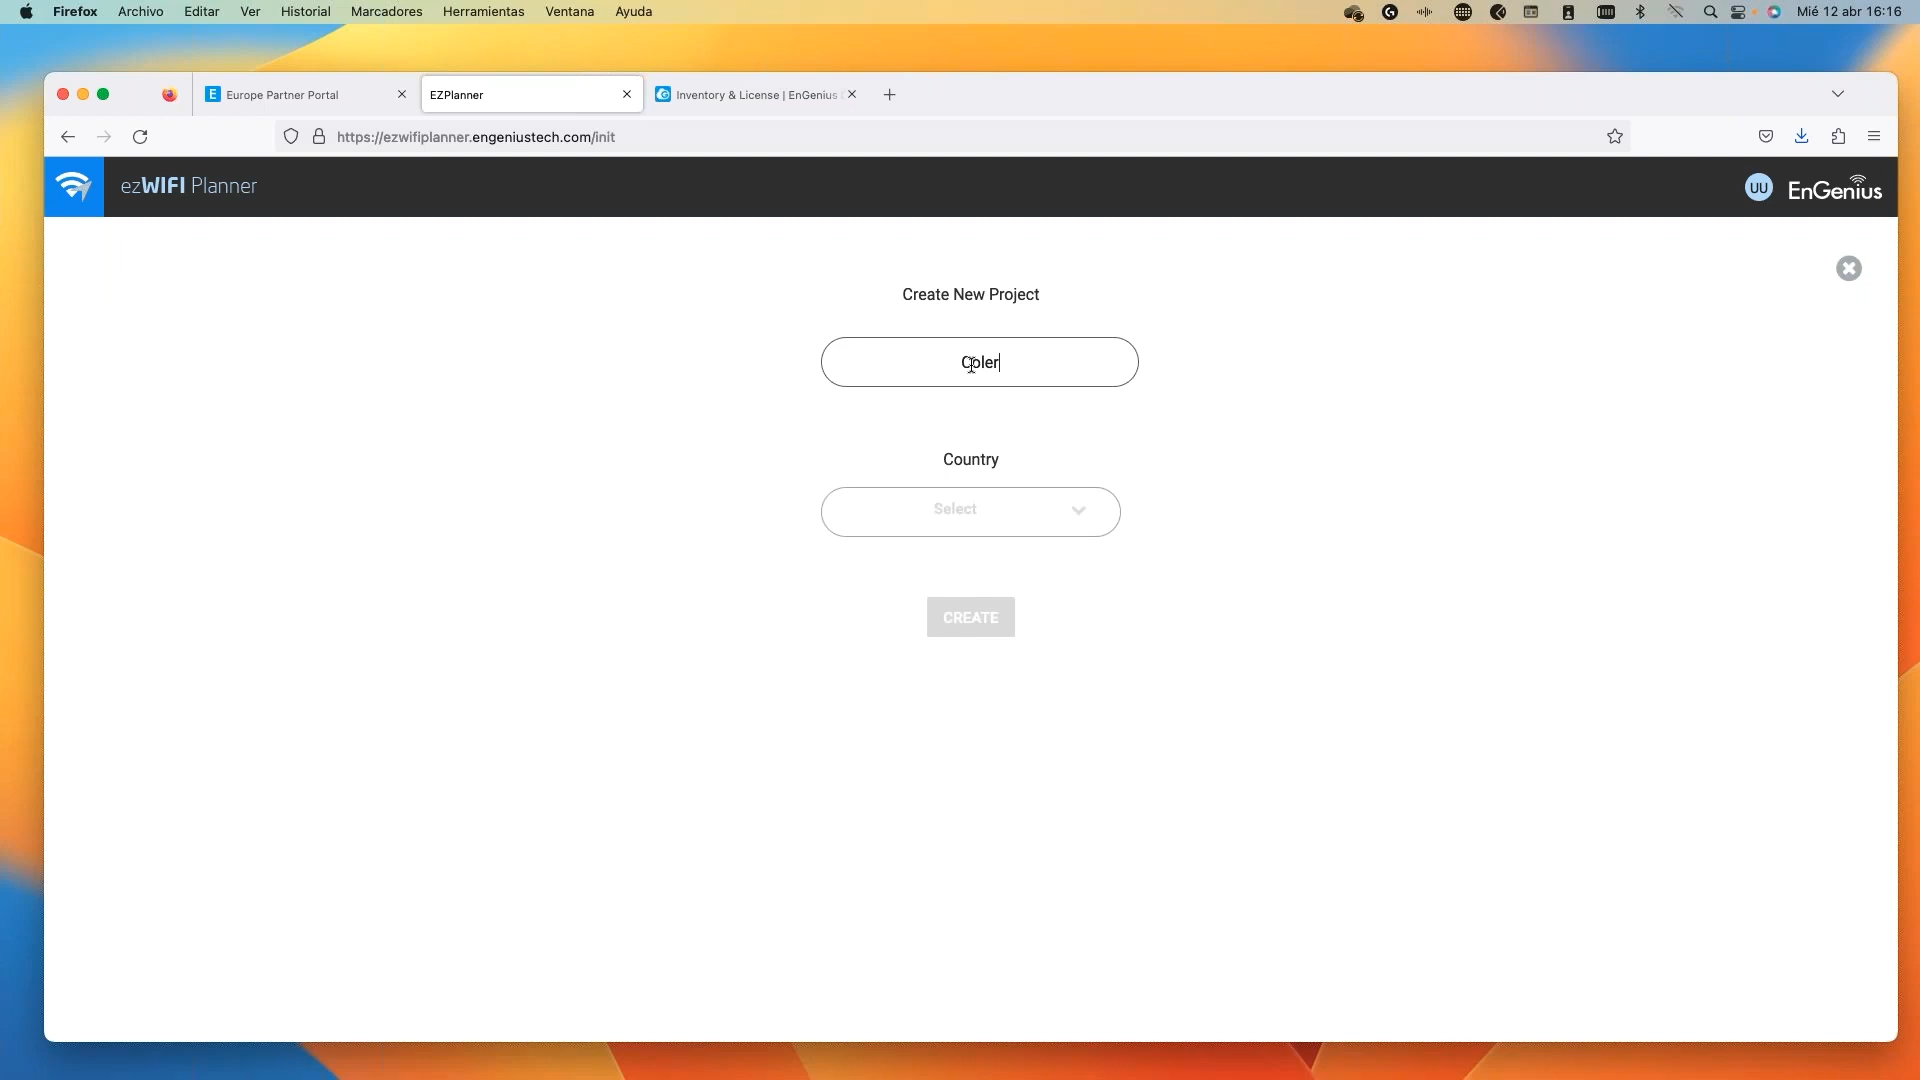 Firefox Archivo Editar Ver Historial Marcadores Herramientas Ventana Ayuda Mié 12 abr 16:16
E Europe Partner Portal EZPlanner Inventory & License | EnGenius
https://ezwifiplanner.engeniustech.com/init
ezWIFI Planner UU EnGenius
Create New Project
Coler
Country
Select
CREATE